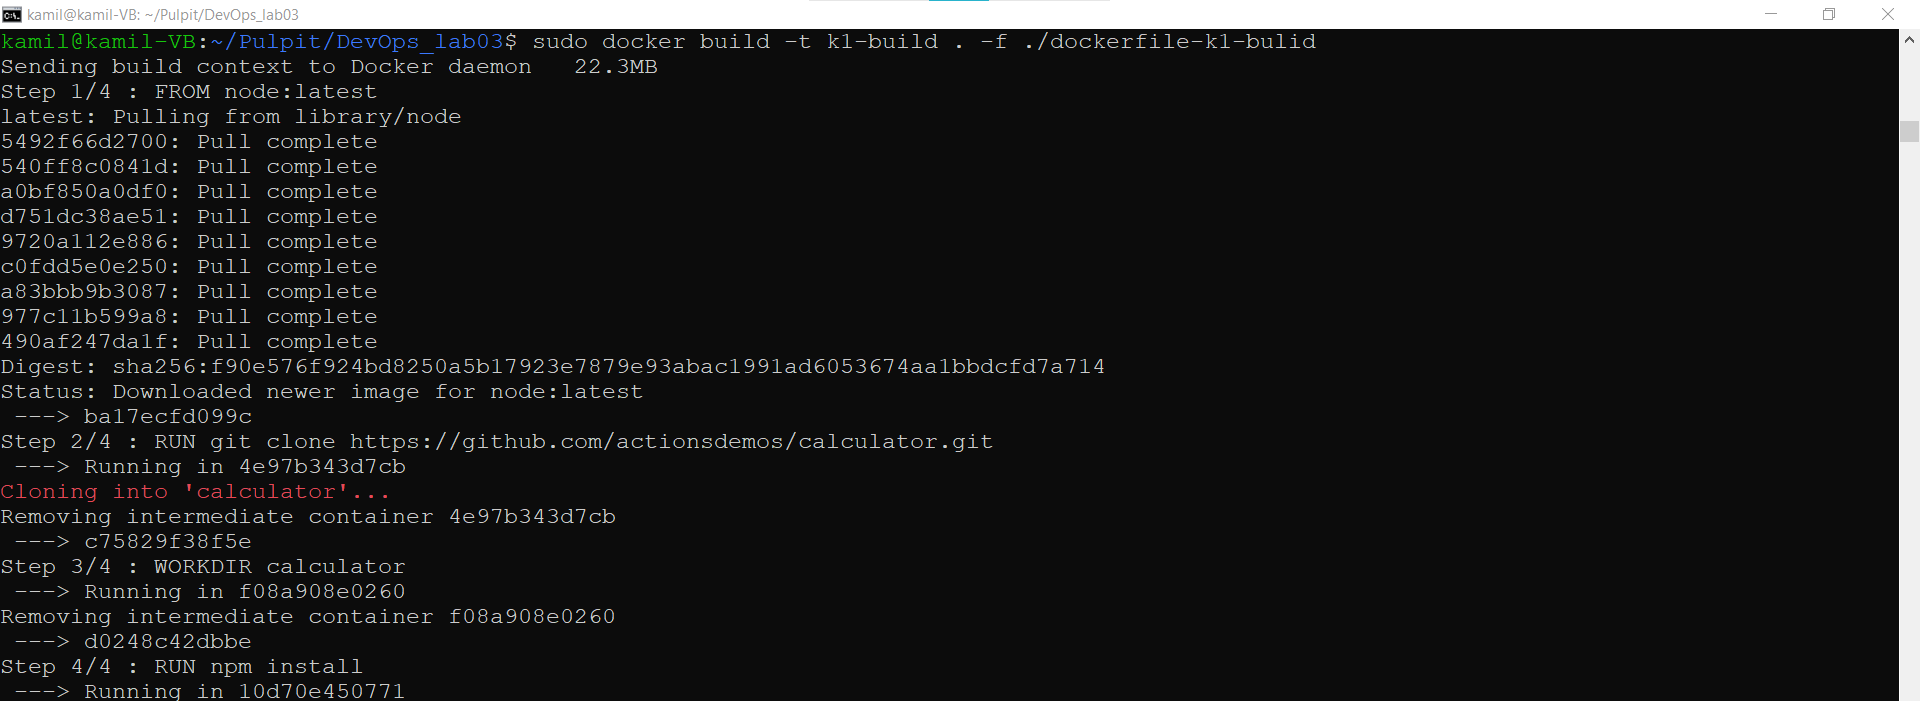 kamil@kamil-VB: ~/Pulpit/DevOps_lab03
kamil@kamil-VB:~/Pulpit/DevOps_lab03$ sudo docker build -t k1-build . -f ./dockerfile-k1-bulid
Sending build context to Docker daemon   22.3MB
Step 1/4 : FROM node:latest
latest: Pulling from library/node
5492f66d2700: Pull complete
540ff8c0841d: Pull complete
a0bf850a0df0: Pull complete
d751dc38ae51: Pull complete
9720a112e886: Pull complete
c0fdd5e0e250: Pull complete
a83bbb9b3087: Pull complete
977c11b599a8: Pull complete
490af247da1f: Pull complete
Digest: sha256:f90e576f924bd8250a5b17923e7879e93abac1991ad6053674aa1bbdcfd7a714
Status: Downloaded newer image for node:latest
 ---> ba17ecfd099c
Step 2/4 : RUN git clone https://github.com/actionsdemos/calculator.git
 ---> Running in 4e97b343d7cb
Cloning into 'calculator'...
Removing intermediate container 4e97b343d7cb
 ---> c75829f38f5e
Step 3/4 : WORKDIR calculator
 ---> Running in f08a908e0260
Removing intermediate container f08a908e0260
 ---> d0248c42dbbe
Step 4/4 : RUN npm install
 ---> Running in 10d70e450771